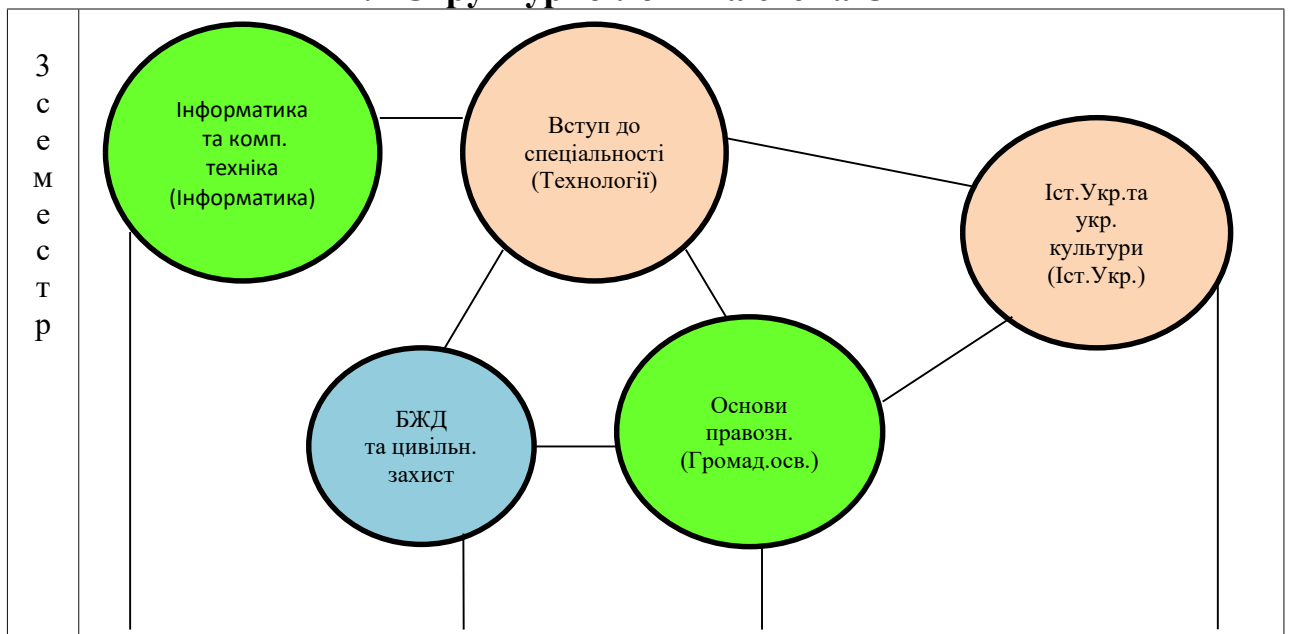 3
с
е
м
е
с
т
р
Інформатика
та комп.
техніка
(Інформатика)
Вступ до
спеціальності
(Технології)
Іст.Укр.та
укр.
культури
(Іст.Укр.)
БЖД
та цивільн.
захист
Основи
правозн.
(Громад.осв.)